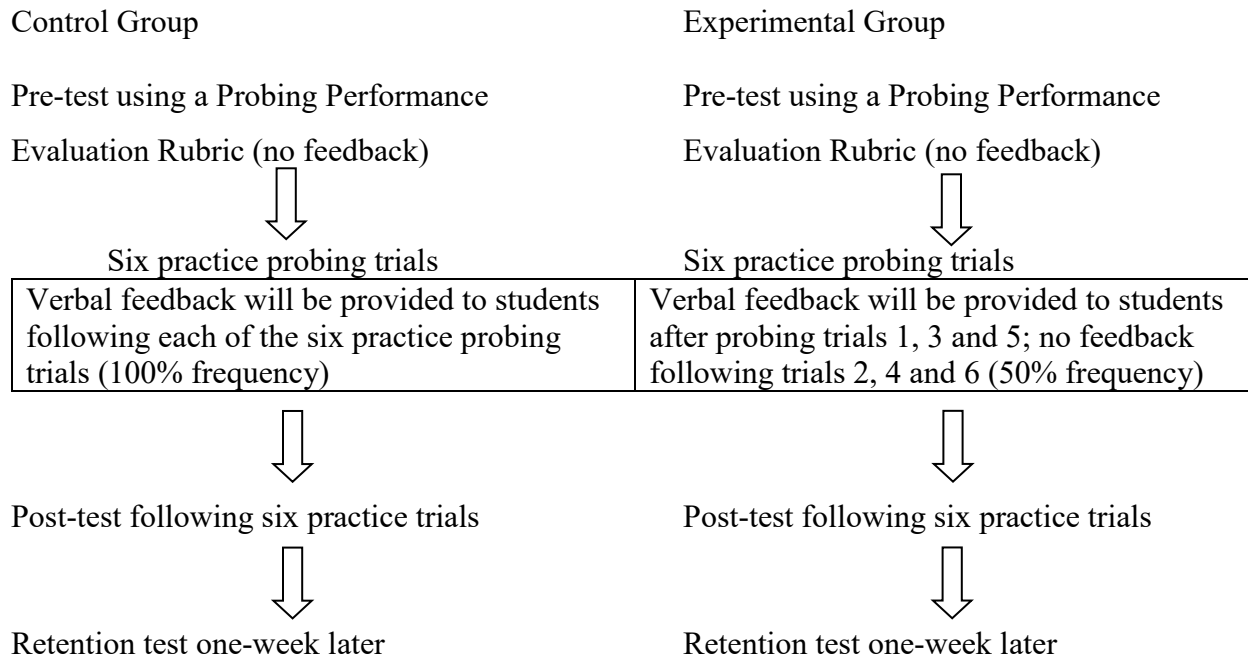 Control Group
Experimental Group
Pre-test using a Probing Performance
Evaluation Rubric (no feedback)
Pre-test using a Probing Performance
Evaluation Rubric (no feedback)
Six practice probing trials
Six practice probing trials
Verbal feedback will be provided to students
following each of the six practice probing
trials (100% frequency)
Verbal feedback will be provided to students
after probing trials 1, 3 and 5; no feedback
following trials 2, 4 and 6 (50% frequency)
Post-test following six practice trials
Post-test following six practice trials
Retention test one-week later
Retention test one-week later